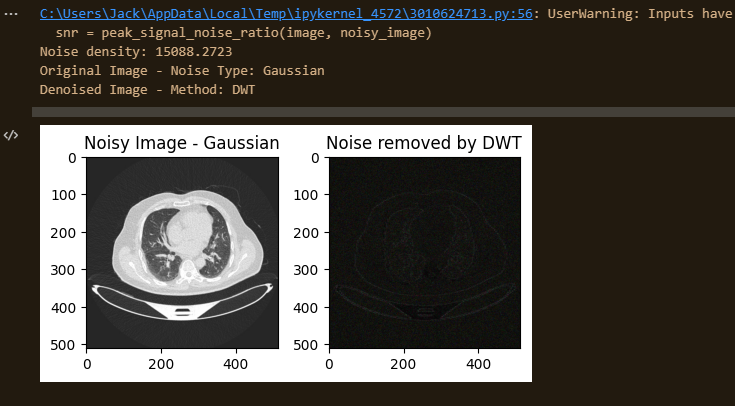 C:\Users\Jack\AppData\Local\Temp\ipykernel_4572\3010624713.py:56: UserWarning: Inputs have
snr = peak_signal_noise_ratio(image, noisy_image)
Noise density: 15088.2723
Original Image - Noise Type: Gaussian
Denoised Image - Method: DWT
Noisy Image - Gaussian
Noise removed by DWT
0
100
200
300
400
500
0 200 400
0
100
200
300
400
500
0 200 400